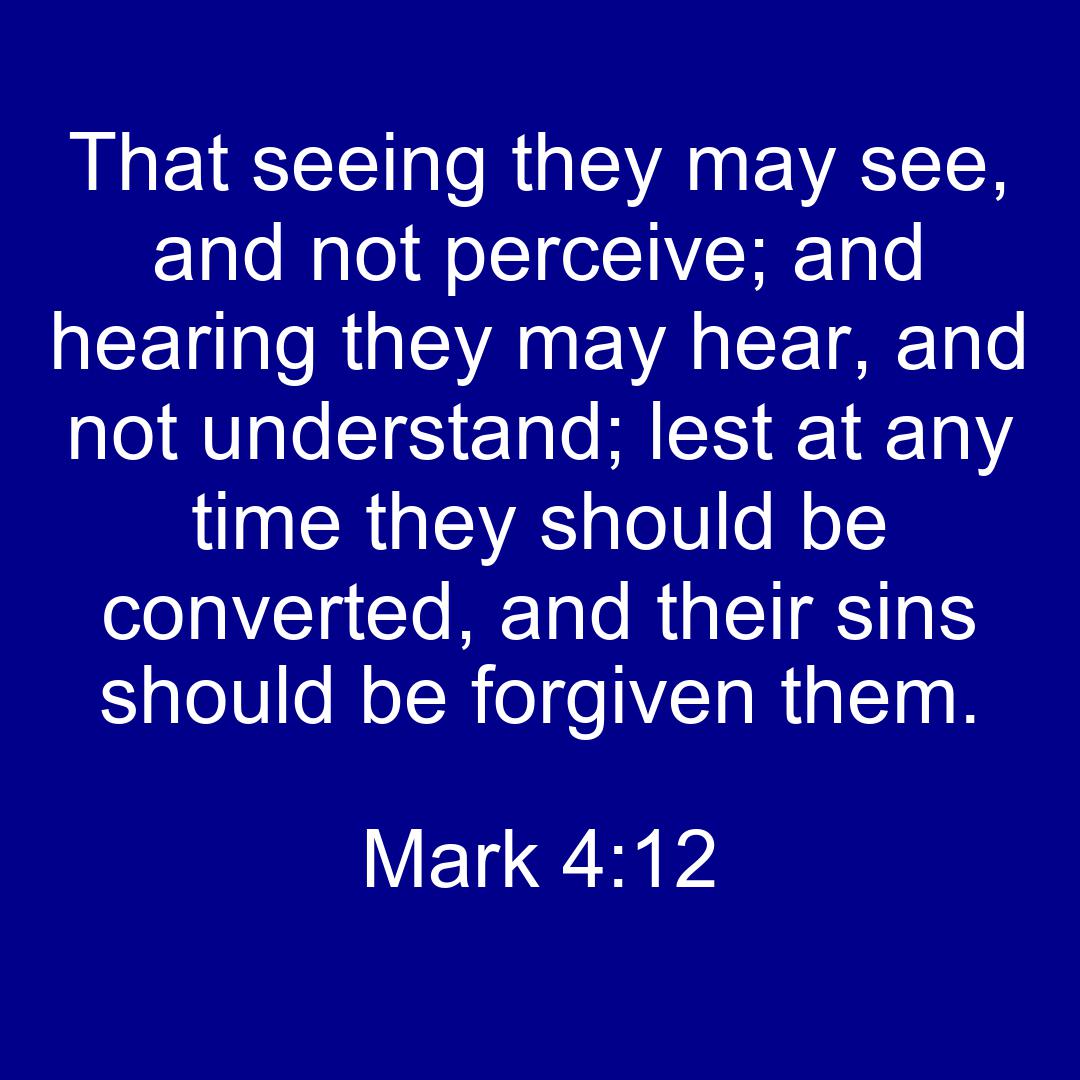 That seeing they may see,
and not perceive; and
hearing they may hear, and
not understand; lest at any
time they should be
converted, and their sins
should be forgiven them.
Mark 4:12